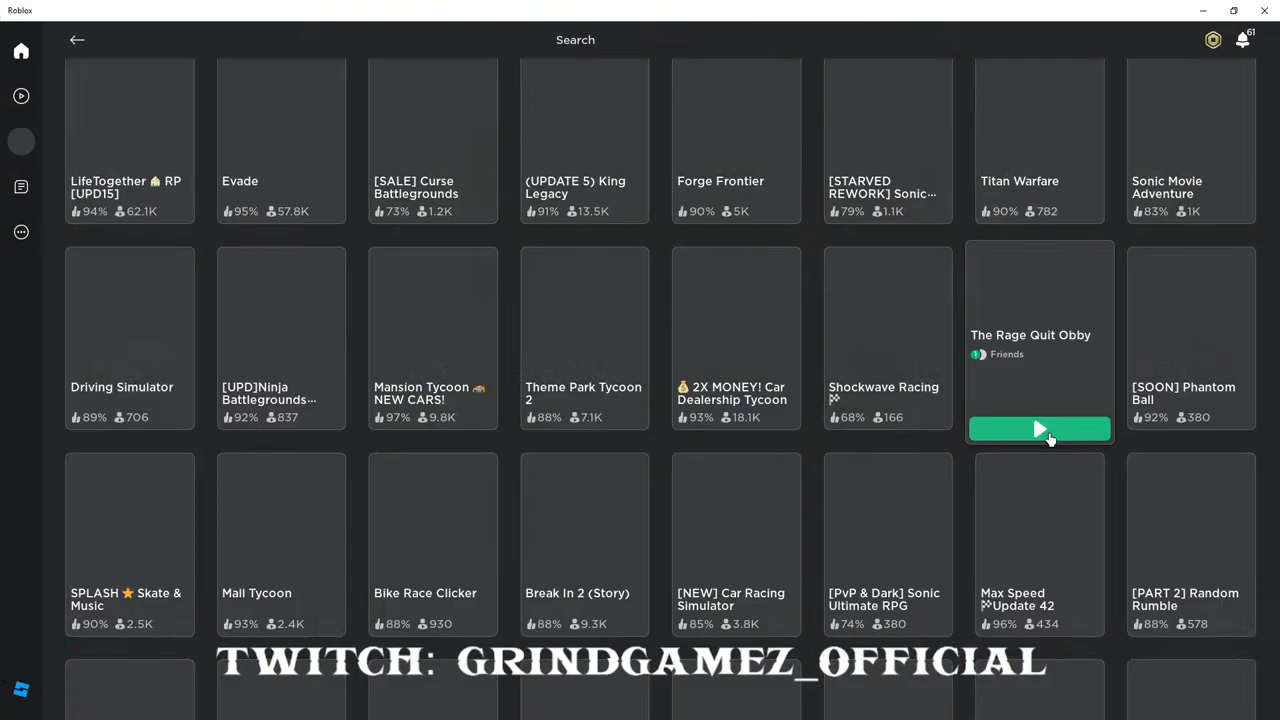 Roblox
Search
61
LifeTogether 🏠 RP
[UPD15]
94% 62.1K
Evade
95% 57.8K
[SALE] Curse
Battlegrounds
73% 1.2K
(UPDATE 5) King
Legacy
91% 13.5K
Forge Frontier
90% 5K
[STARVED
REWORK] Sonic...
79% 1.1K
Titan Warfare
90% 782
Sonic Movie
Adventure
83% 1K
Driving Simulator
89% 706
[UPD]Ninja
Battlegrounds...
92% 837
Mansion Tycoon 🚓
NEW CARS!
97% 9.8K
Theme Park Tycoon
2
88% 7.1K
💰 2X MONEY! Car
Dealership Tycoon
93% 18.1K
Shockwave Racing
🏁
68% 166
The Rage Quit Obby
1 Friends
[SOON] Phantom
Ball
92% 380
SPLASH ⭐ Skate &
Music
90% 2.5K
Mall Tycoon
93% 2.4K
Bike Race Clicker
88% 930
Break In 2 (Story)
88% 9.3K
[NEW] Car Racing
Simulator
85% 3.8K
[PvP & Dark] Sonic
Ultimate RPG
74% 380
Max Speed
🏁Update 42
96% 434
[PART 2] Random
Rumble
88% 578
TWITCH: GRINDGAMEZ_OFFICIAL